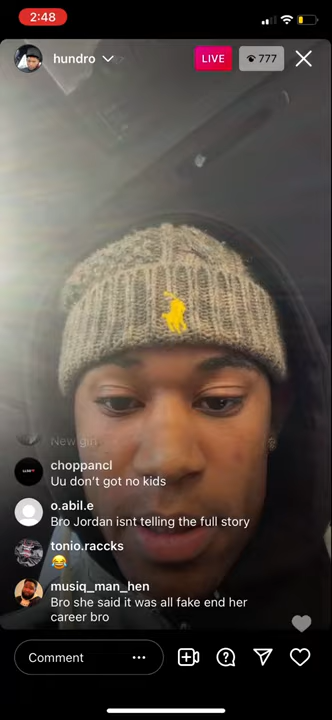 2:48
hundro
LIVE
777
New girl
choppancl
Uu don't got no kids
o.abil.e
Bro Jordan isnt telling the full story
tonio.raccks
😂
musiq_man_hen
Bro she said it was all fake end her
career bro
Comment